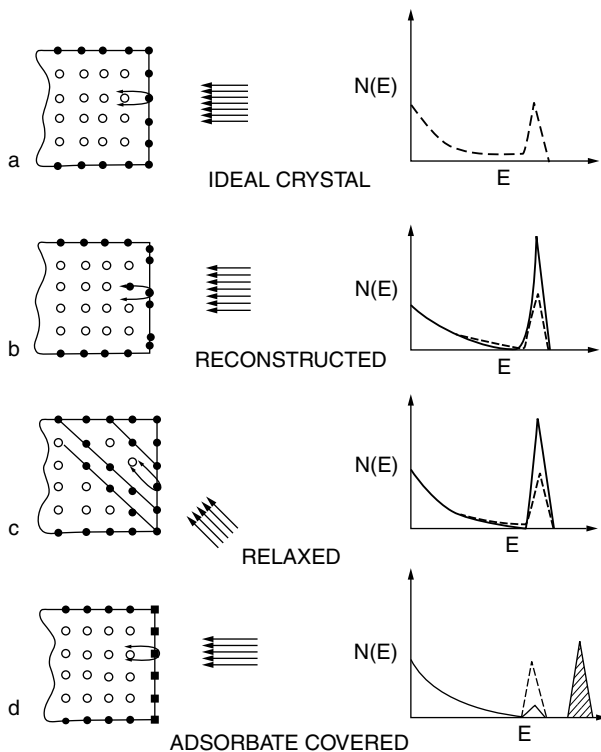 N(E)
a
IDEAL CRYSTAL
E
N(E)
b
RECONSTRUCTED
E
N(E)
c
RELAXED
E
N(E)
d
ADSORBATE COVERED
E